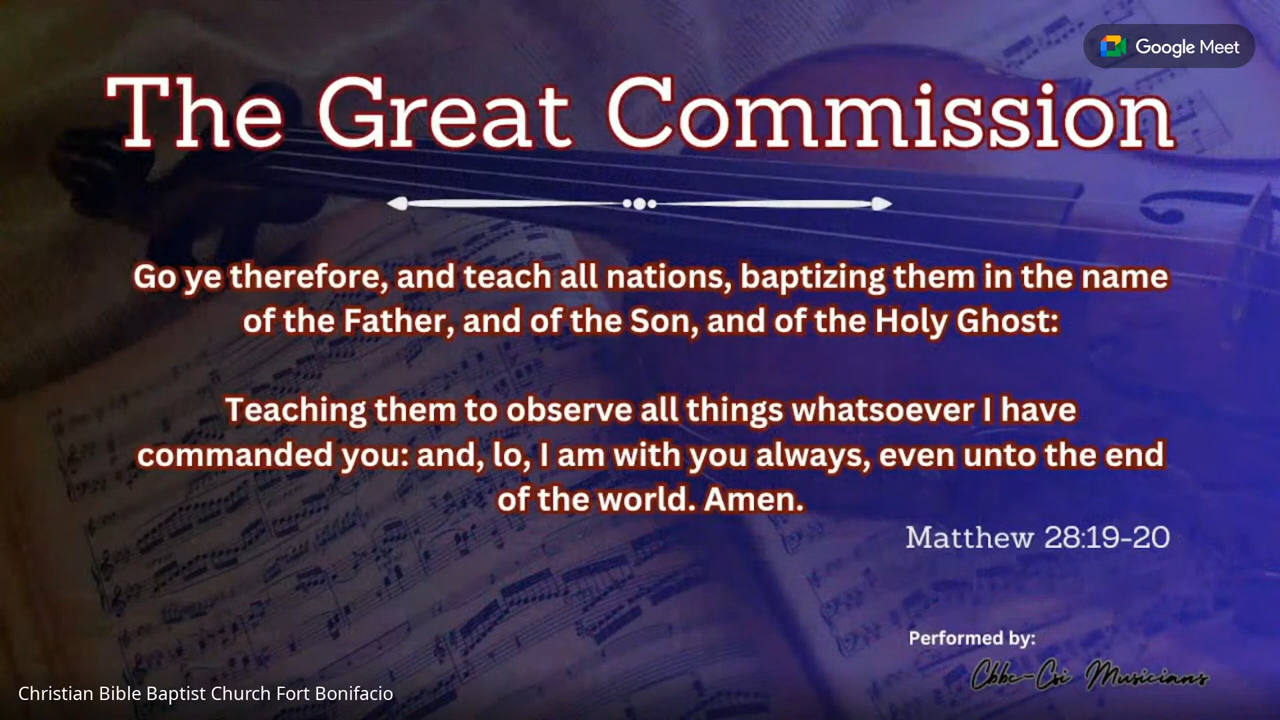 Google Meet
The Great Commission
Go ye therefore, and teach all nations, baptizing them in the name
of the Father, and of the Son, and of the Holy Ghost:
Teaching them to observe all things whatsoever I have
commanded you: and, lo, I am with you always, even unto the end
of the world. Amen.
Matthew 28:19-20
Performed by:
Cbbc-Csi Musicians
Christian Bible Baptist Church Fort Bonifacio